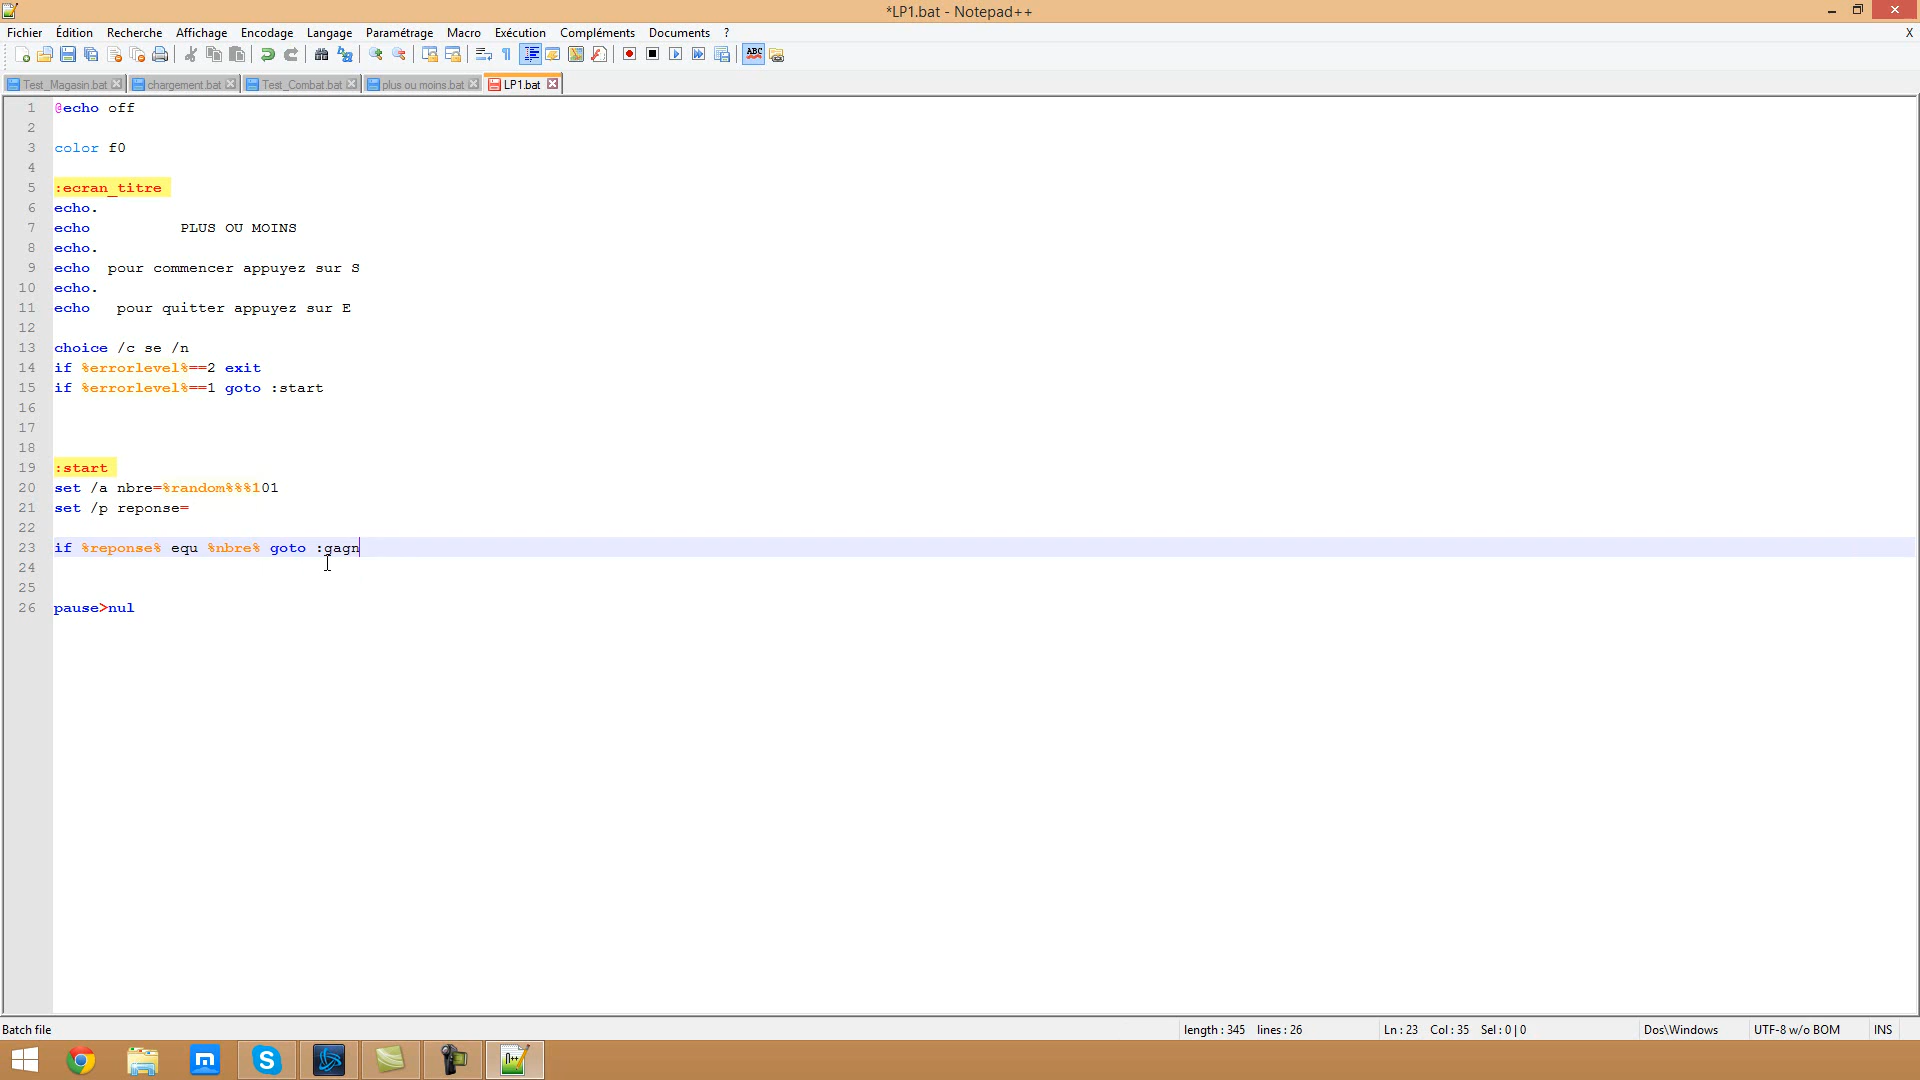 *LP1.bat - Notepad++
Fichier Édition Recherche Affichage Encodage Langage Paramétrage Macro Exécution Compléments Documents ? X
Test_Magasin.bat chargement.bat Test_Combat.bat plus ou moins.bat LP1.bat
1 @echo off
2
3 color f0
4
5 :ecran_titre
6 echo.
7 echo PLUS OU MOINS
8 echo.
9 echo pour commencer appuyez sur S
10 echo.
11 echo pour quitter appuyez sur E
12
13 choice /c se /n
14 if %errorlevel%==2 exit
15 if %errorlevel%==1 goto :start
16
17
18
19 :start
20 set /a nbre=%random%%%101
21 set /p reponse=
22
23 if %reponse% equ %nbre% goto :gagn
24
25
26 pause>nul
Batch file length : 345 lines : 26 Ln : 23 Col : 35 Sel : 0 | 0 Dos\Windows UTF-8 w/o BOM INS